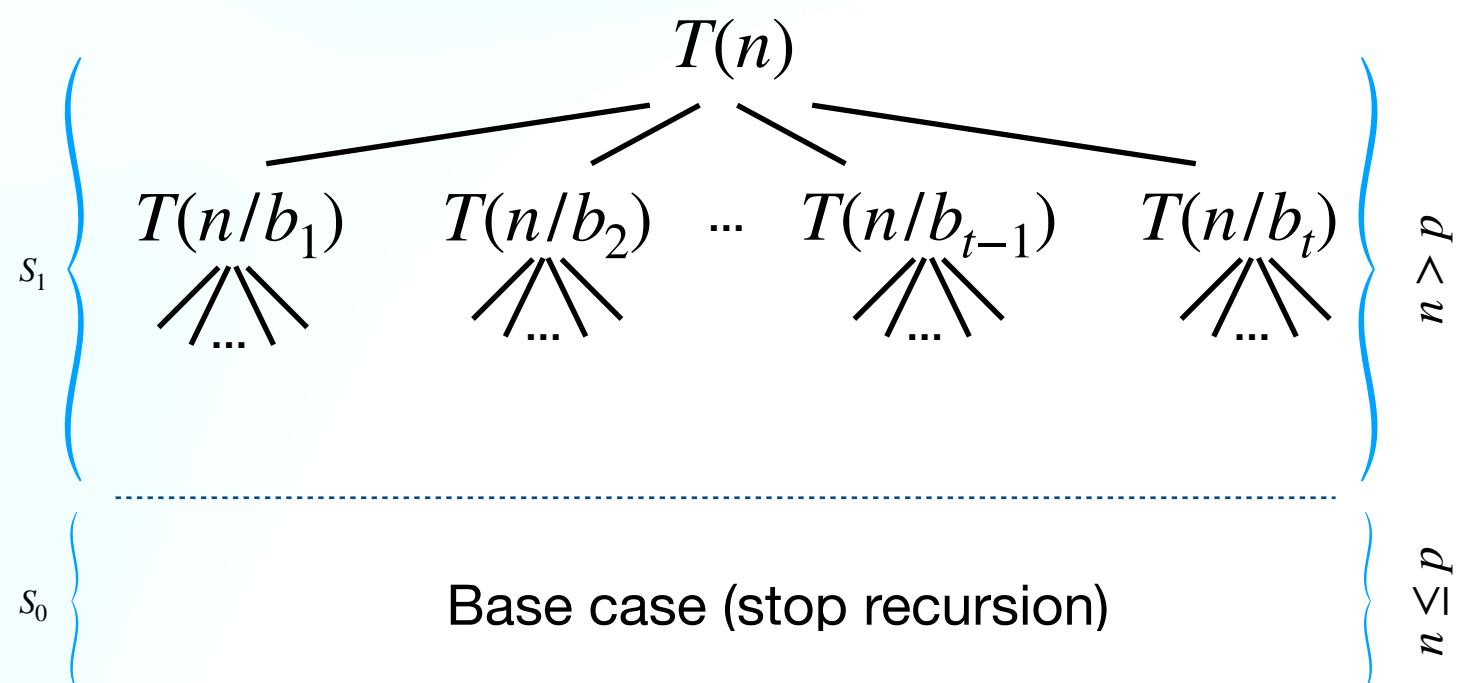 T(n)
T(n/b₁) T(n/b₂) ... T(n/bₜ₋₁) T(n/bₜ)
... ... ... ...
S₁
n > d
S₀
Base case (stop recursion)
n ≤ d